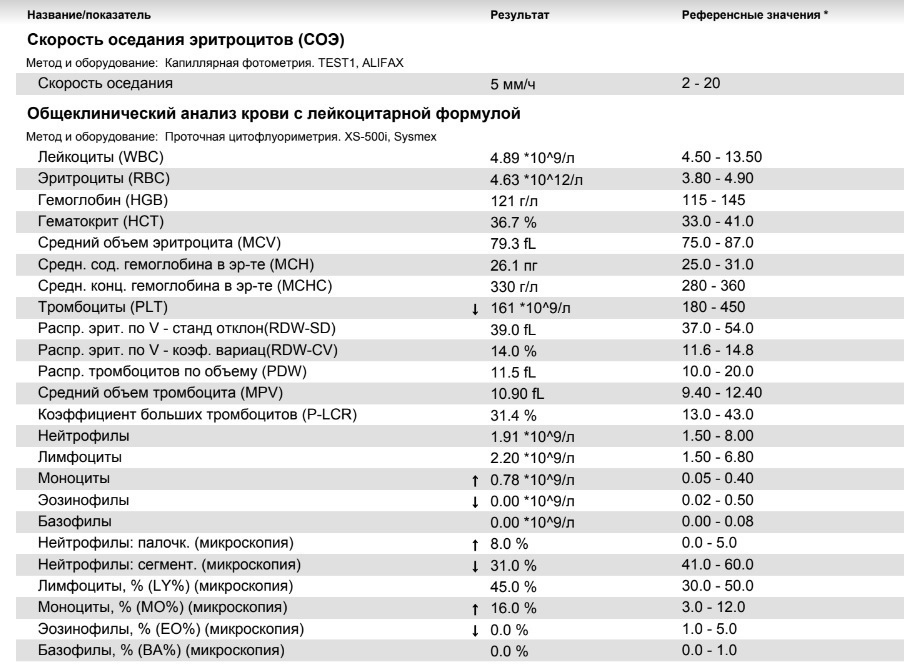 Название/показатель Результат Референсные значения *
Скорость оседания эритроцитов (СОЭ)
Метод и оборудование: Капиллярная фотометрия. TEST1, ALIFAX
Скорость оседания 5 мм/ч 2 - 20
Общеклинический анализ крови с лейкоцитарной формулой
Метод и оборудование: Проточная цитофлуориметрия. XS-500i, Sysmex
Лейкоциты (WBC) 4.89 *10^9/л 4.50 - 13.50
Эритроциты (RBC) 4.63 *10^12/л 3.80 - 4.90
Гемоглобин (HGB) 121 г/л 115 - 145
Гематокрит (HCT) 36.7 % 33.0 - 41.0
Средний объем эритроцита (MCV) 79.3 fL 75.0 - 87.0
Средн. сод. гемоглобина в эр-те (MCH) 26.1 пг 25.0 - 31.0
Средн. конц. гемоглобина в эр-те (MCHC) 330 г/л 280 - 360
Тромбоциты (PLT) ↓ 161 *10^9/л 180 - 450
Распр. эрит. по V - станд отклон(RDW-SD) 39.0 fL 37.0 - 54.0
Распр. эрит. по V - коэф. вариац(RDW-CV) 14.0 % 11.6 - 14.8
Распр. тромбоцитов по объему (PDW) 11.5 fL 10.0 - 20.0
Средний объем тромбоцита (MPV) 10.90 fL 9.40 - 12.40
Коэффициент больших тромбоцитов (P-LCR) 31.4 % 13.0 - 43.0
Нейтрофилы 1.91 *10^9/л 1.50 - 8.00
Лимфоциты 2.20 *10^9/л 1.50 - 6.80
Моноциты ↑ 0.78 *10^9/л 0.05 - 0.40
Эозинофилы ↓ 0.00 *10^9/л 0.02 - 0.50
Базофилы 0.00 *10^9/л 0.00 - 0.08
Нейтрофилы: палочк. (микроскопия) ↑ 8.0 % 0.0 - 5.0
Нейтрофилы: сегмент. (микроскопия) ↓ 31.0 % 41.0 - 60.0
Лимфоциты, % (LY%) (микроскопия) 45.0 % 30.0 - 50.0
Моноциты, % (MO%) (микроскопия) ↑ 16.0 % 3.0 - 12.0
Эозинофилы, % (EO%) (микроскопия) ↓ 0.0 % 1.0 - 5.0
Базофилы, % (BA%) (микроскопия) 0.0 % 0.0 - 1.0